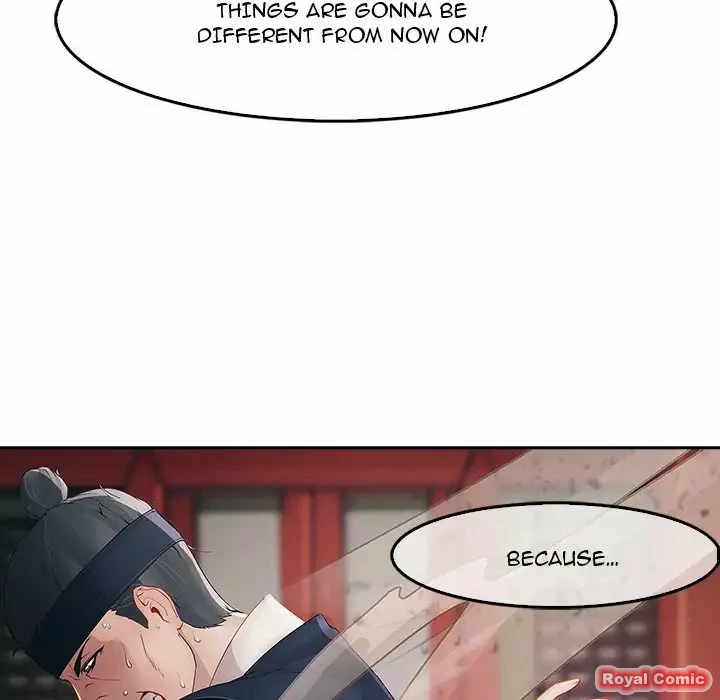 THINGS ARE GONNA BE
DIFFERENT FROM NOW ON!
BECAUSE...
Royal Comic